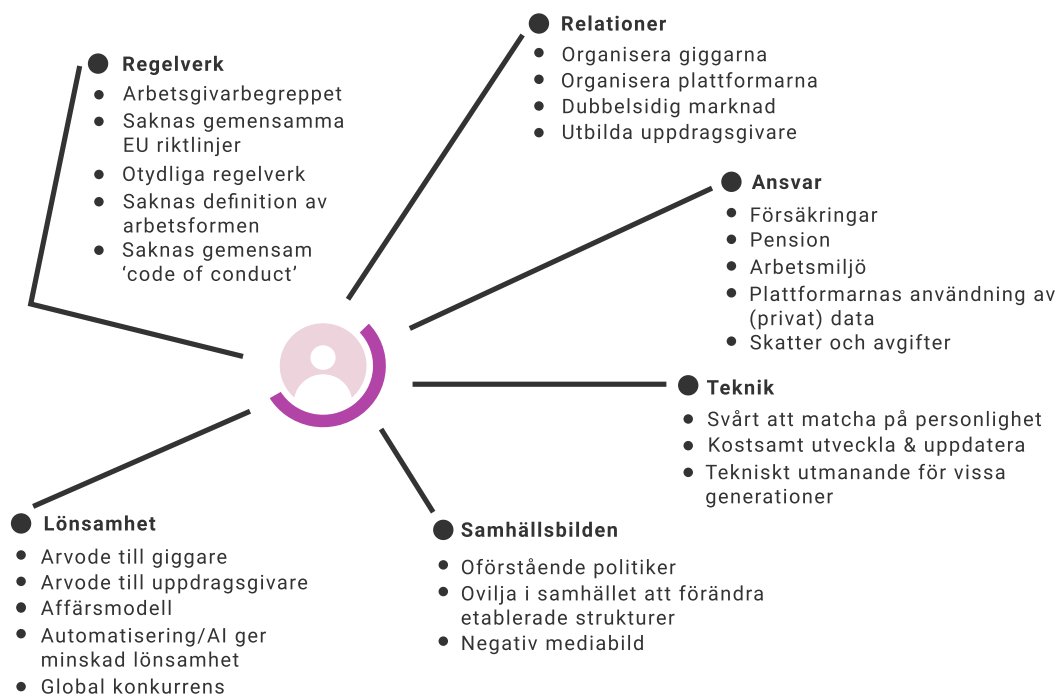 Relationer
Organisera giggarna
Organisera plattformarna
Dubbelsidig marknad
Utbilda uppdragsgivare
Regelverk
Arbetsgivarbegreppet
Saknas gemensamma
EU riktlinjer
Otydliga regelverk
Saknas definition av
arbetsformen
Saknas gemensam
‘code of conduct’
Ansvar
Försäkringar
Pension
Arbetsmiljö
Plattformarnas användning av
(privat) data
Skatter och avgifter
Teknik
Svårt att matcha på personlighet
Kostsamt utveckla & uppdatera
Tekniskt utmanande för vissa
generationer
Lönsamhet
Arvode till giggare
Arvode till uppdragsgivare
Affärsmodell
Automatisering/AI ger
minskad lönsamhet
Global konkurrens
Samhällsbilden
Oförstående politiker
Ovilja i samhället att förändra
etablerade strukturer
Negativ mediabild